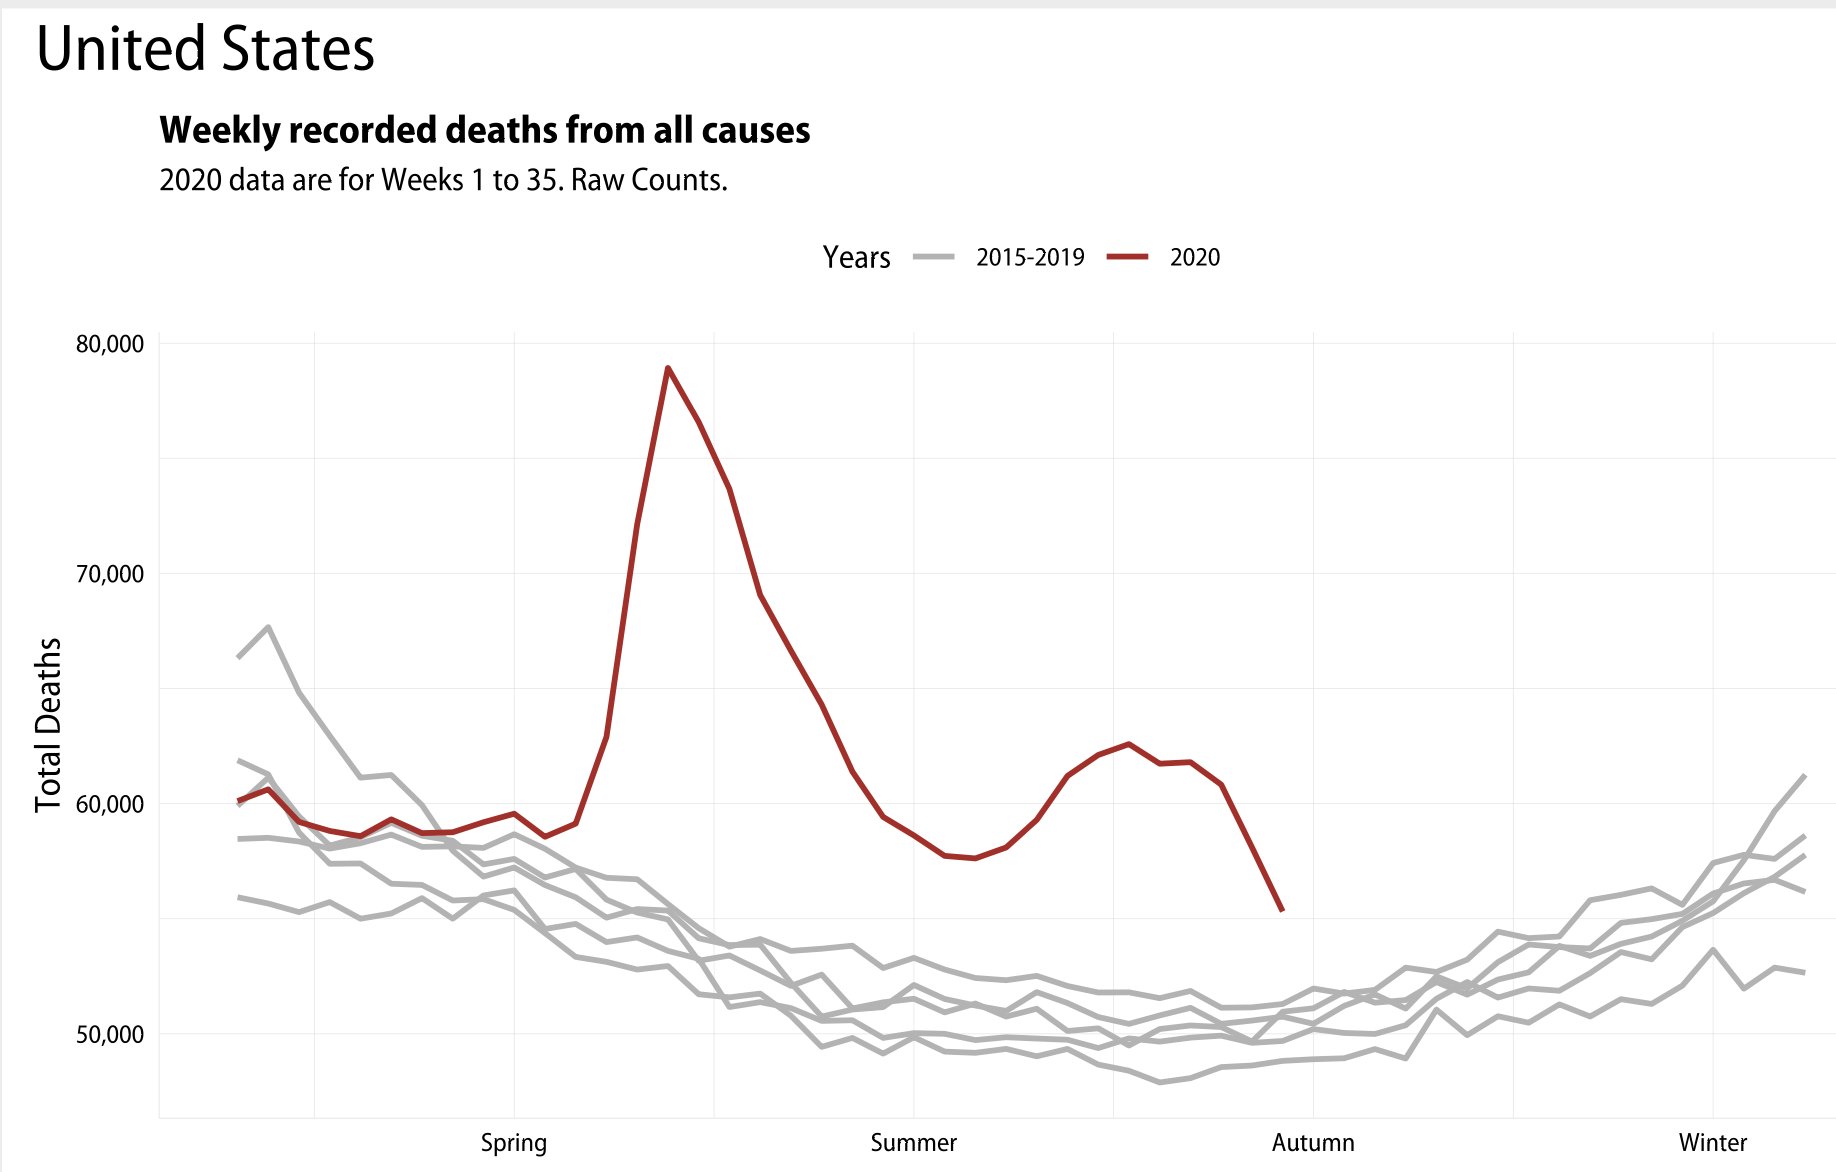 United States
Weekly recorded deaths from all causes
2020 data are for Weeks 1 to 35. Raw Counts.
Years 2015-2019 2020
80,000
70,000
60,000
50,000
Total Deaths
Spring Summer Autumn Winter